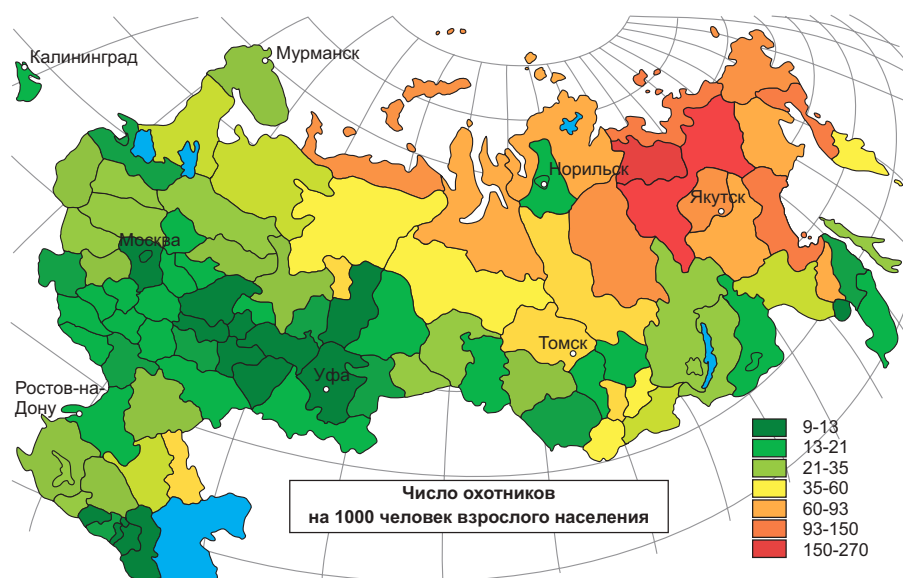 Калининград
Мурманск
Норильск
Якутск
Москва
Томск
Уфа
Ростов-на-
Дону
9-13
13-21
21-35
35-60
60-93
93-150
150-270
Число охотников
на 1000 человек взрослого населения